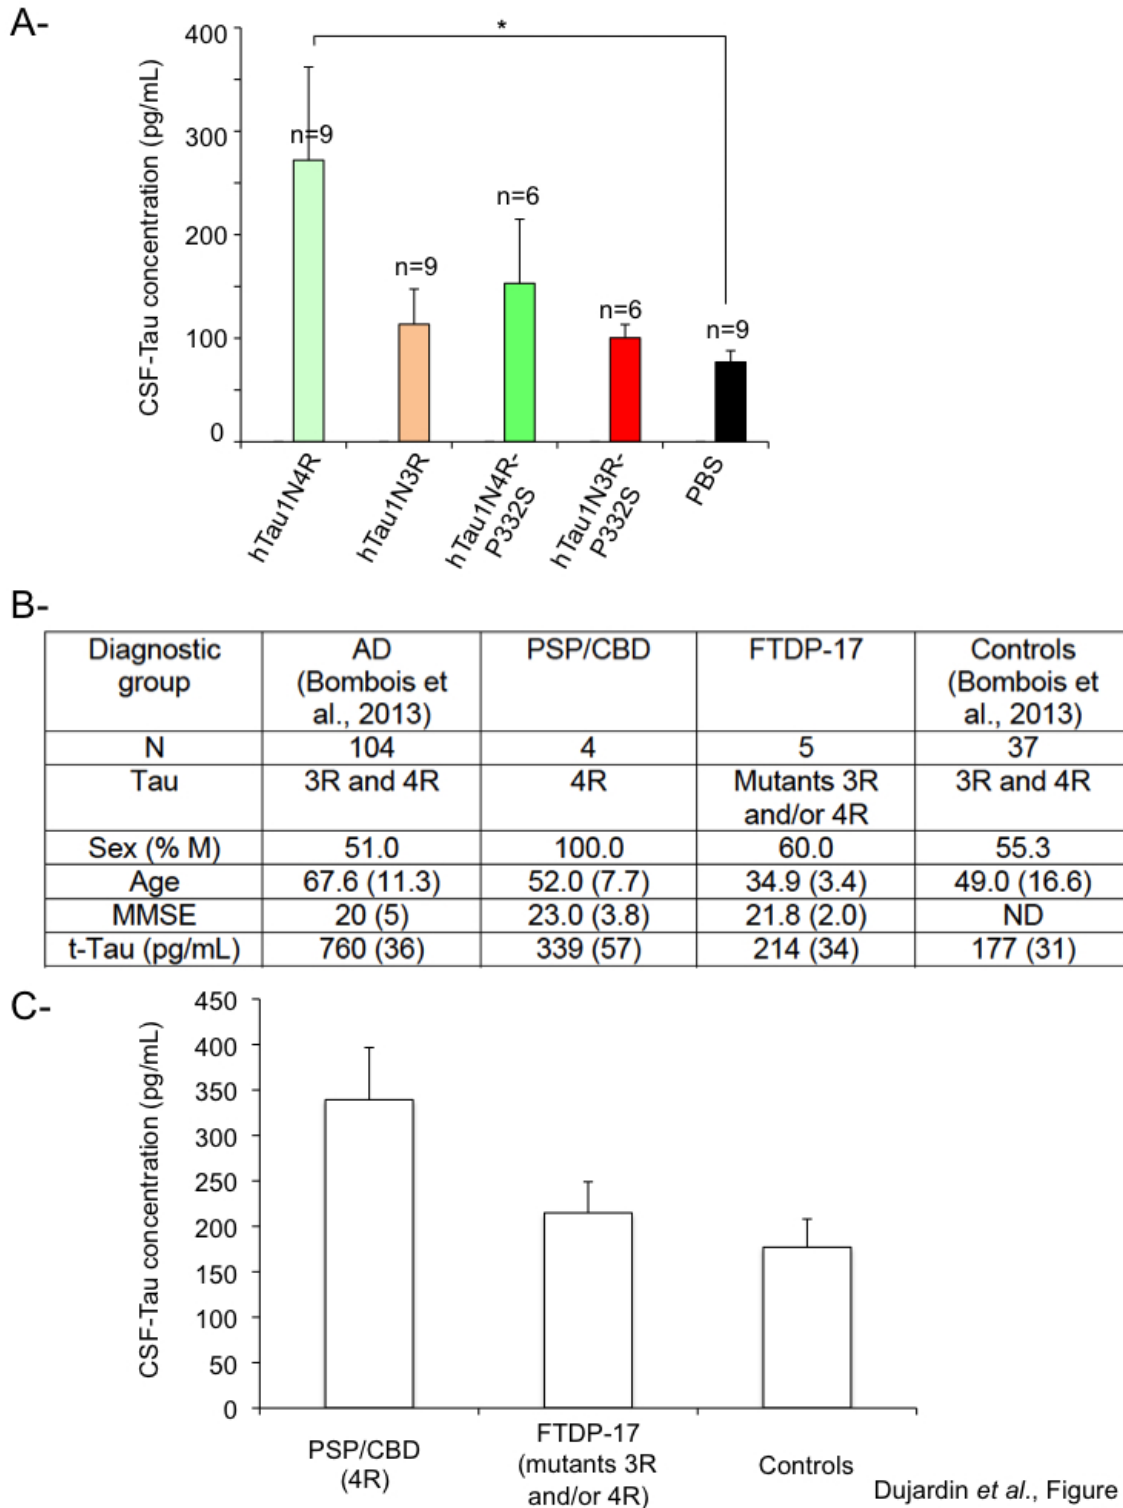 A-
CSF-Tau concentration (pg/mL)
400
300
200
100
0
*
n=9
n=9
n=6
n=6
n=9
hTau1N4R
hTau1N3R
hTau1N4R-
P332S
hTau1N3R-
P332S
PBS
B-
Diagnostic group | AD (Bombois et al., 2013) | PSP/CBD | FTDP-17 | Controls (Bombois et al., 2013)
N | 104 | 4 | 5 | 37
Tau | 3R and 4R | 4R | Mutants 3R and/or 4R | 3R and 4R
Sex (% M) | 51.0 | 100.0 | 60.0 | 55.3
Age | 67.6 (11.3) | 52.0 (7.7) | 34.9 (3.4) | 49.0 (16.6)
MMSE | 20 (5) | 23.0 (3.8) | 21.8 (2.0) | ND
t-Tau (pg/mL) | 760 (36) | 339 (57) | 214 (34) | 177 (31)
C-
CSF-Tau concentration (pg/mL)
450
400
350
300
250
200
150
100
50
0
PSP/CBD
(4R)
FTDP-17
(mutants 3R
and/or 4R)
Controls
Dujardin et al., Figure